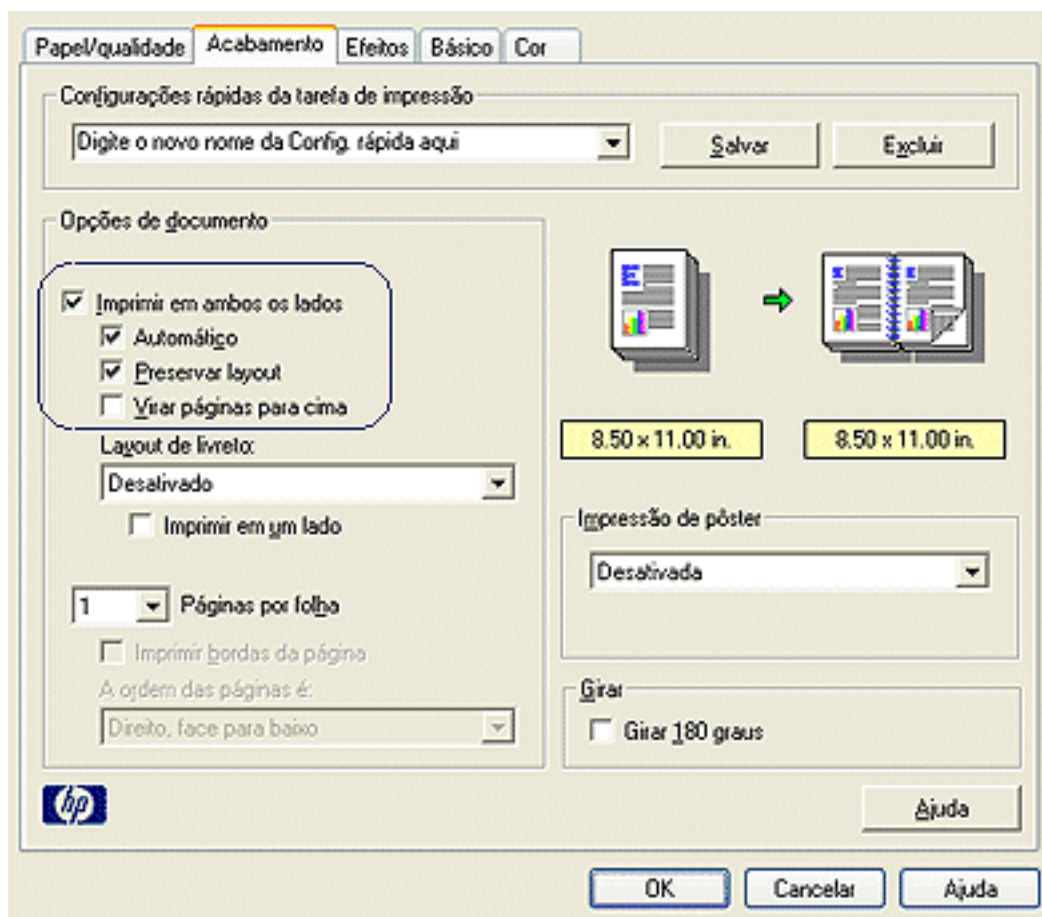 Papel/qualidade Acabamento Efeitos Básico Cor
Configurações rápidas da tarefa de impressão
Digite o novo nome da Config. rápida aqui Salvar Excluir
Opções de documento
Imprimir em ambos os lados
Automático
Preservar layout
Virar páginas para cima
Layout de livreto:
Desativado
Imprimir em um lado
1 Páginas por folha
Imprimir bordas da página
A ordem das páginas é:
Direito, face para baixo
E
8.50 x 11.00 in. 8.50 x 11.00 in.
Impressão de pôster
Desativada
Girar
Girar 180 graus
hp
Ajuda
OK Cancelar Ajuda